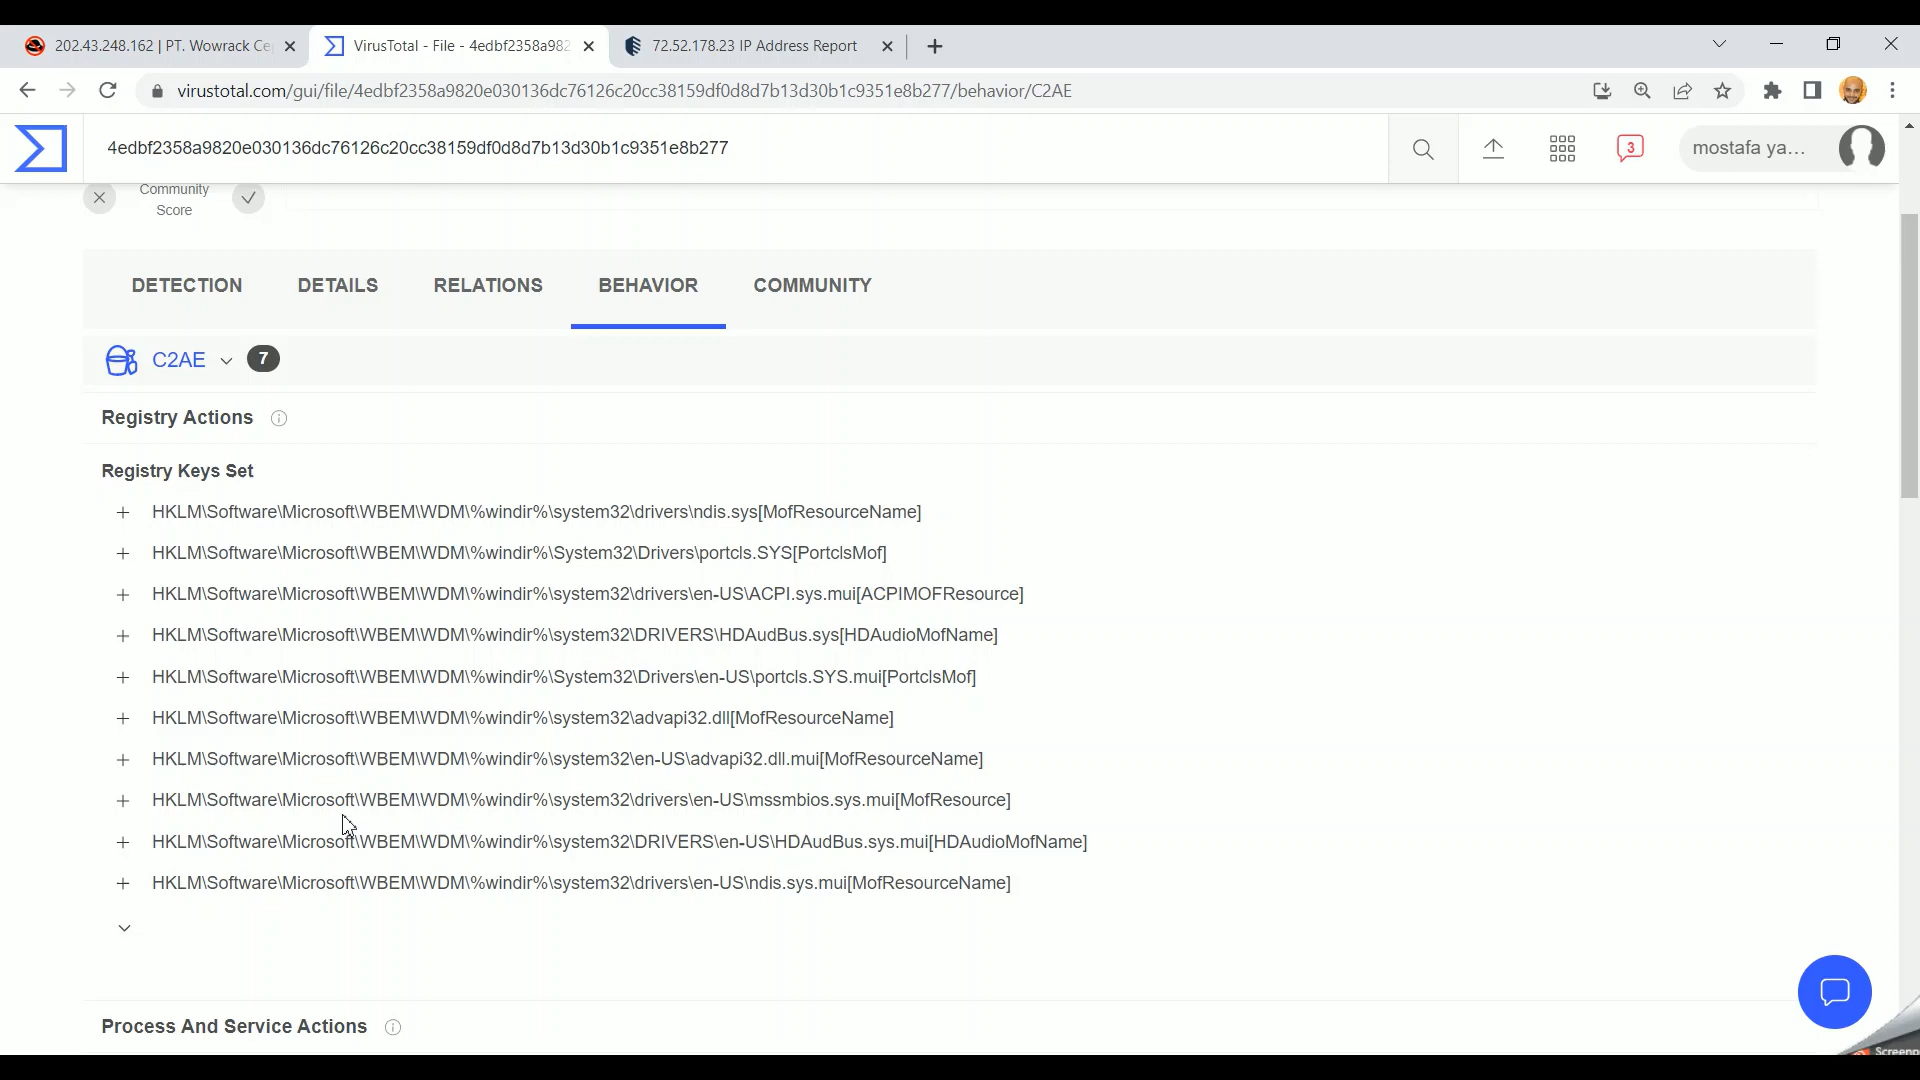 202.43.248.162 | PT. Wowrack Ce
VirusTotal - File - 4edbf2358a982
72.52.178.23 IP Address Report
virustotal.com/gui/file/4edbf2358a9820e030136dc76126c20cc38159df0d8d7b13d30b1c9351e8b277/behavior/C2AE
4edbf2358a9820e030136dc76126c20cc38159df0d8d7b13d30b1c9351e8b277
3
mostafa ya...
Community
Score
DETECTION
DETAILS
RELATIONS
BEHAVIOR
COMMUNITY
C2AE
7
Registry Actions
Registry Keys Set
+ HKLM\Software\Microsoft\WBEM\WDM\%windir%\system32\drivers\ndis.sys[MofResourceName]
+ HKLM\Software\Microsoft\WBEM\WDM\%windir%\System32\Drivers\portcls.SYS[PortclsMof]
+ HKLM\Software\Microsoft\WBEM\WDM\%windir%\system32\drivers\en-US\ACPI.sys.mui[ACPIMOFResource]
+ HKLM\Software\Microsoft\WBEM\WDM\%windir%\system32\DRIVERS\HDAudBus.sys[HDAudioMofName]
+ HKLM\Software\Microsoft\WBEM\WDM\%windir%\System32\Drivers\en-US\portcls.SYS.mui[PortclsMof]
+ HKLM\Software\Microsoft\WBEM\WDM\%windir%\system32\advapi32.dll[MofResourceName]
+ HKLM\Software\Microsoft\WBEM\WDM\%windir%\system32\en-US\advapi32.dll.mui[MofResourceName]
+ HKLM\Software\Microsoft\WBEM\WDM\%windir%\system32\drivers\en-US\mssmbios.sys.mui[MofResource]
+ HKLM\Software\Microsoft\WBEM\WDM\%windir%\system32\DRIVERS\en-US\HDAudBus.sys.mui[HDAudioMofName]
+ HKLM\Software\Microsoft\WBEM\WDM\%windir%\system32\drivers\en-US\ndis.sys.mui[MofResourceName]
Process And Service Actions
Screenp